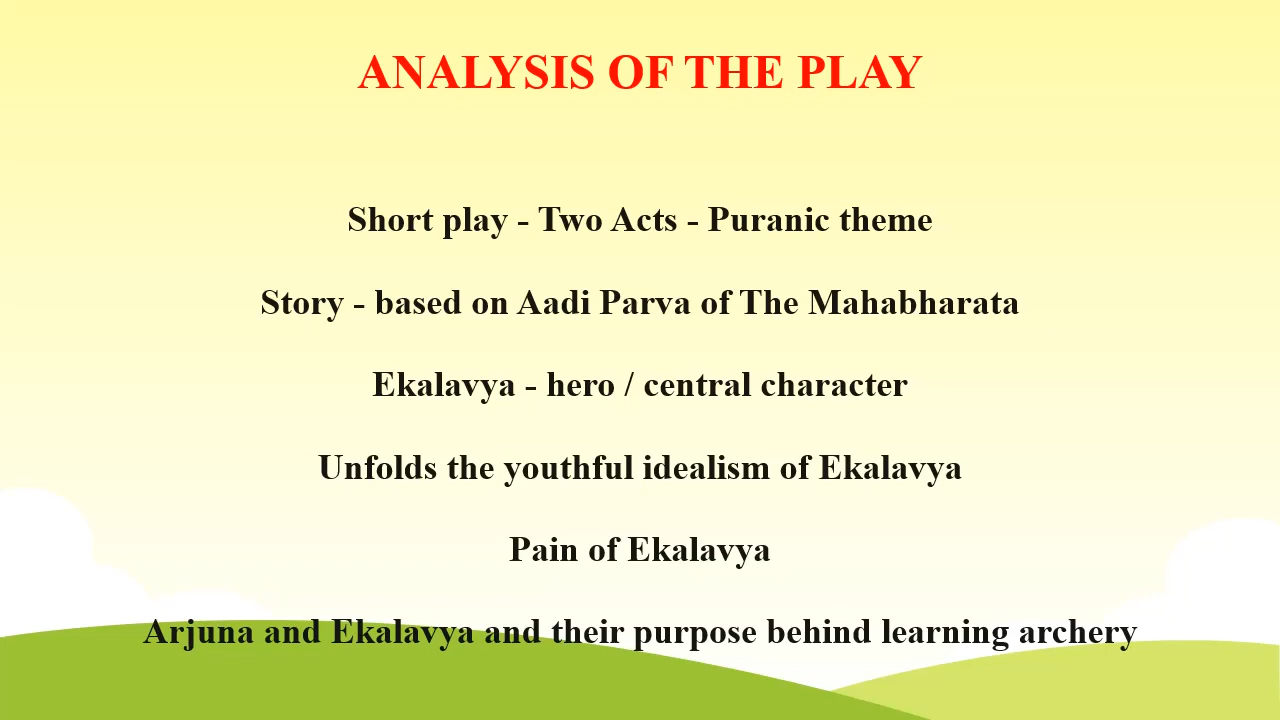 ANALYSIS OF THE PLAY
Short play - Two Acts - Puranic theme
Story - based on Aadi Parva of The Mahabharata
Ekalavya - hero / central character
Unfolds the youthful idealism of Ekalavya
Pain of Ekalavya
Arjuna and Ekalavya and their purpose behind learning archery